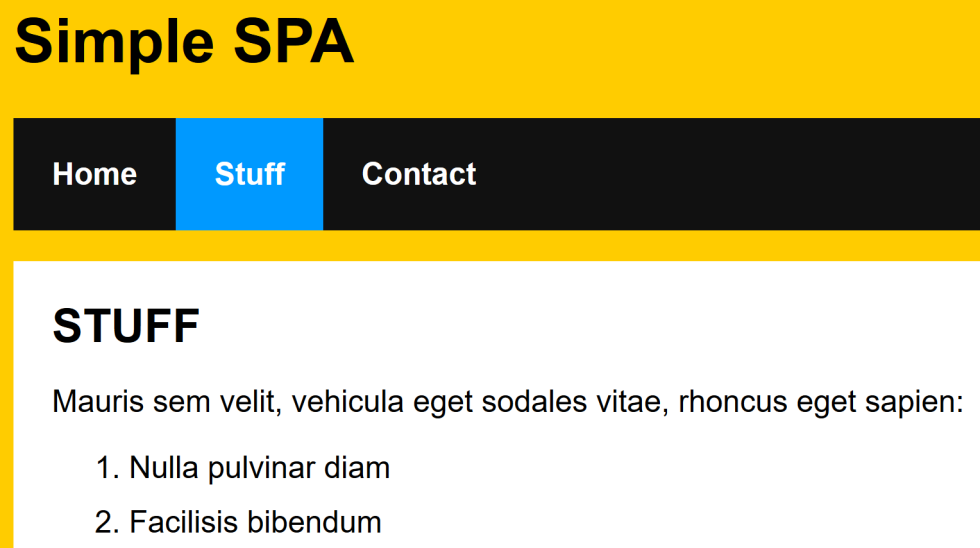 Simple SPA
Home Stuff Contact
STUFF
Mauris sem velit, vehicula eget sodales vitae, rhoncus eget sapien:
1. Nulla pulvinar diam
2. Facilisis bibendum